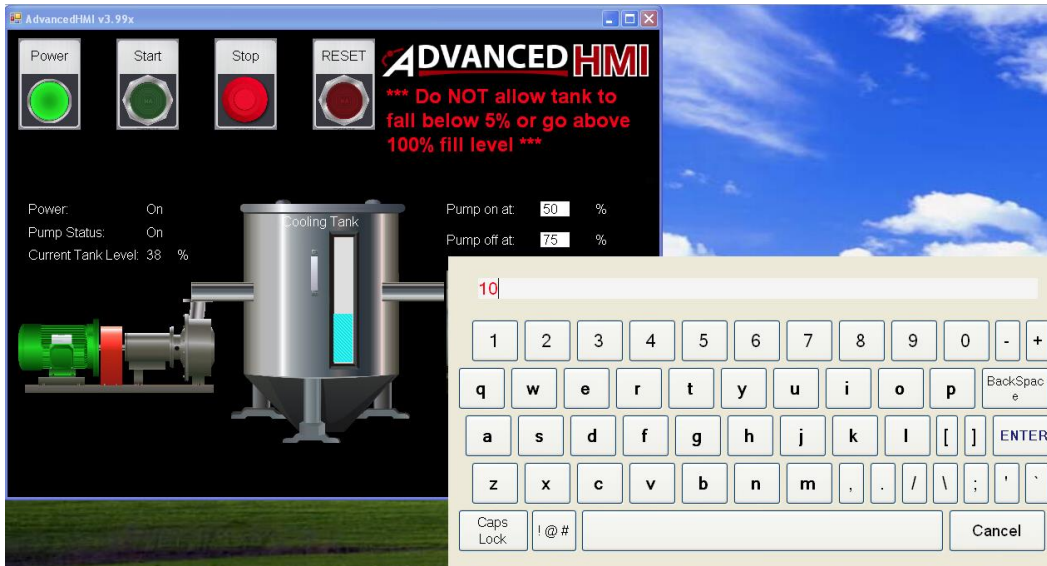 AdvancedHMI v3.99x
Power Start Stop RESET
ADVANCED HMI
*** Do NOT allow tank to
fall below 5% or go above
100% fill level ***
Power: On
Pump Status: On
Current Tank Level: 38 %
Cooling Tank
Pump on at: 50 %
Pump off at: 75 %
10
1 2 3 4 5 6 7 8 9 0 - +
q w e r t y u i o p BackSpac
e
a s d f g h j k l [ ] ENTER
z x c v b n m , . / \ ; ' `
Caps
Lock
!@#
Cancel